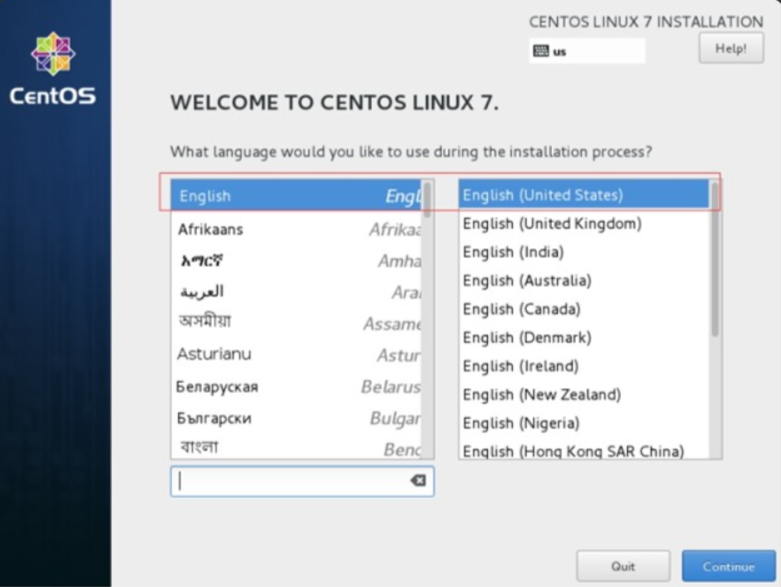 CENTOS LINUX 7 INSTALLATION
us
Help!
CentOS
WELCOME TO CENTOS LINUX 7.
What language would you like to use during the installation process?
English Engl
Afrikaans Afrikaa
አማርኛ Amha
العربية Ara
অসমীয়া Assame
Asturianu Astur
Беларуская Belarus
Български Bulgar
বাংলা Beng
English (United States)
English (United Kingdom)
English (India)
English (Australia)
English (Canada)
English (Denmark)
English (Ireland)
English (New Zealand)
English (Nigeria)
English (Hong Kong SAR China)
Quit
Continue